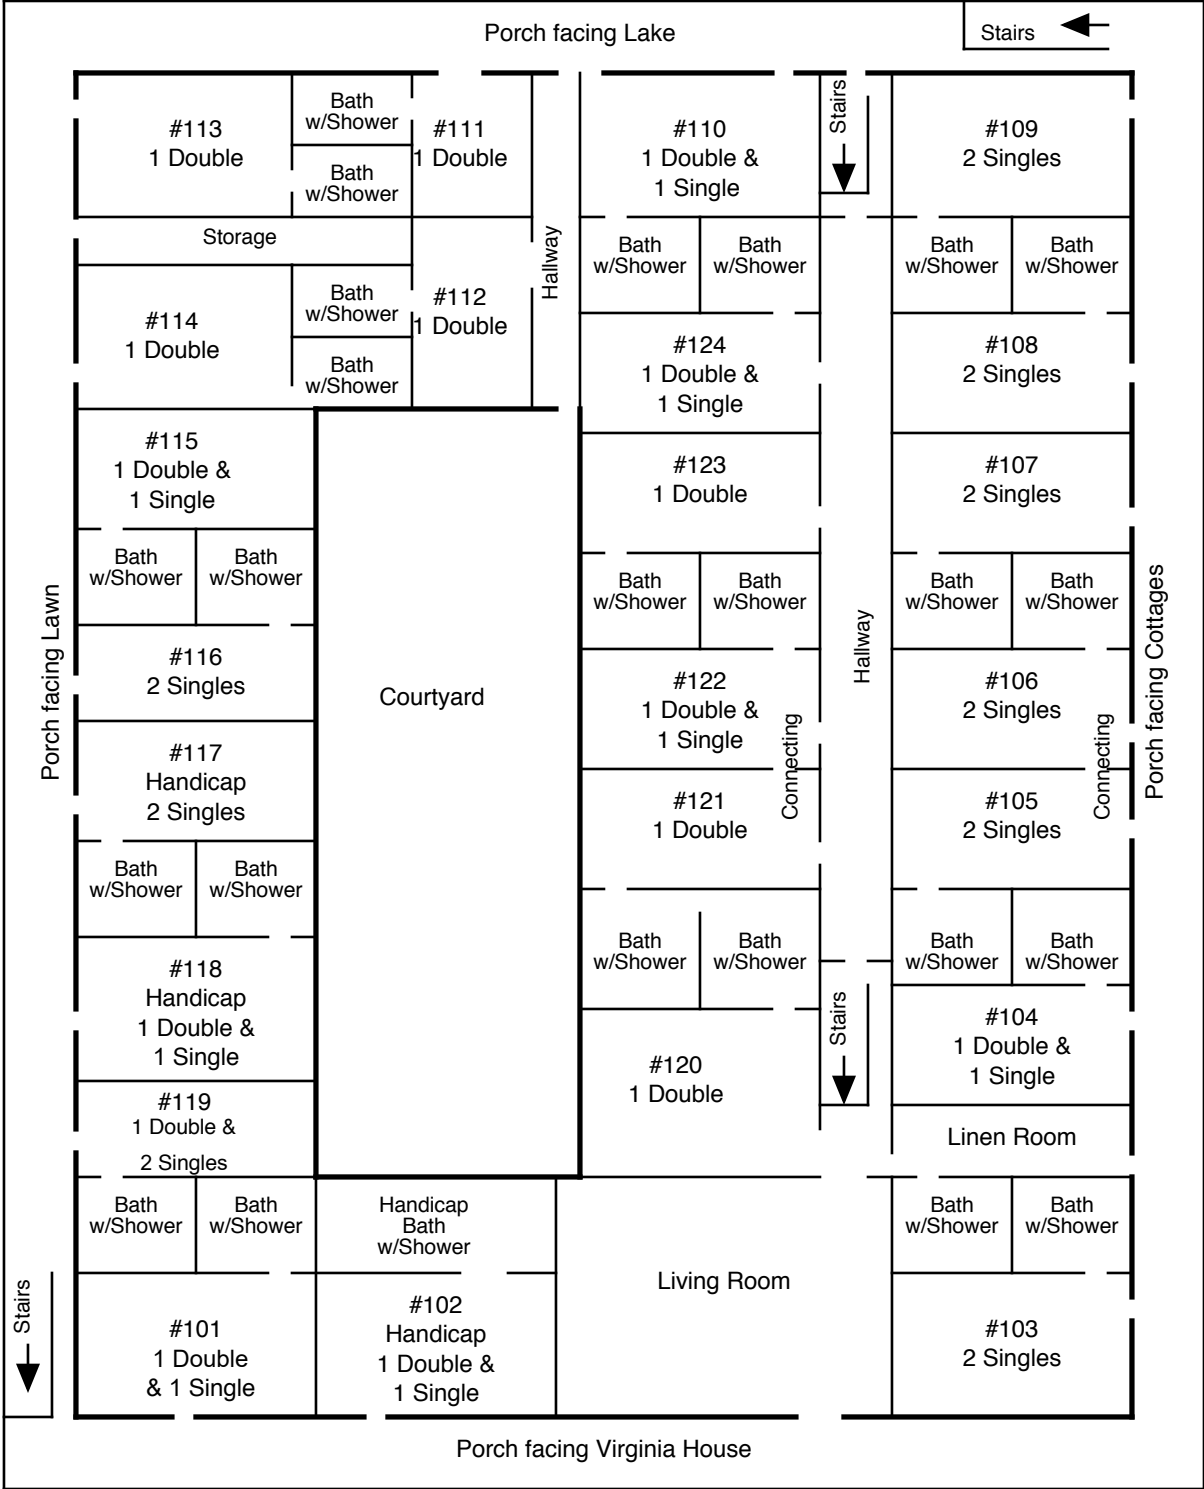 Porch facing Lake
Stairs
#113
1 Double
Bath
w/Shower
Bath
w/Shower
#111
1 Double
#110
1 Double &
1 Single
Stairs
#109
2 Singles
Storage
Hallway
Bath
w/Shower
Bath
w/Shower
Bath
w/Shower
Bath
w/Shower
#114
1 Double
Bath
w/Shower
Bath
w/Shower
#112
1 Double
#124
1 Double &
1 Single
#108
2 Singles
#115
1 Double &
1 Single
#123
1 Double
#107
2 Singles
Bath
w/Shower
Bath
w/Shower
Bath
w/Shower
Bath
w/Shower
Bath
w/Shower
Bath
w/Shower
Porch facing Lawn
#116
2 Singles
Courtyard
#122
1 Double &
1 Single
Connecting
Hallway
#106
2 Singles
Connecting
Porch facing Cottages
#117
Handicap
2 Singles
#121
1 Double
#105
2 Singles
Bath
w/Shower
Bath
w/Shower
Bath
w/Shower
Bath
w/Shower
Bath
w/Shower
Bath
w/Shower
#118
Handicap
1 Double &
1 Single
#120
1 Double
Stairs
#104
1 Double &
1 Single
#119
1 Double &
2 Singles
Linen Room
Bath
w/Shower
Bath
w/Shower
Handicap
Bath
w/Shower
Bath
w/Shower
Bath
w/Shower
Living Room
Stairs
#101
1 Double
& 1 Single
#102
Handicap
1 Double &
1 Single
#103
2 Singles
Porch facing Virginia House